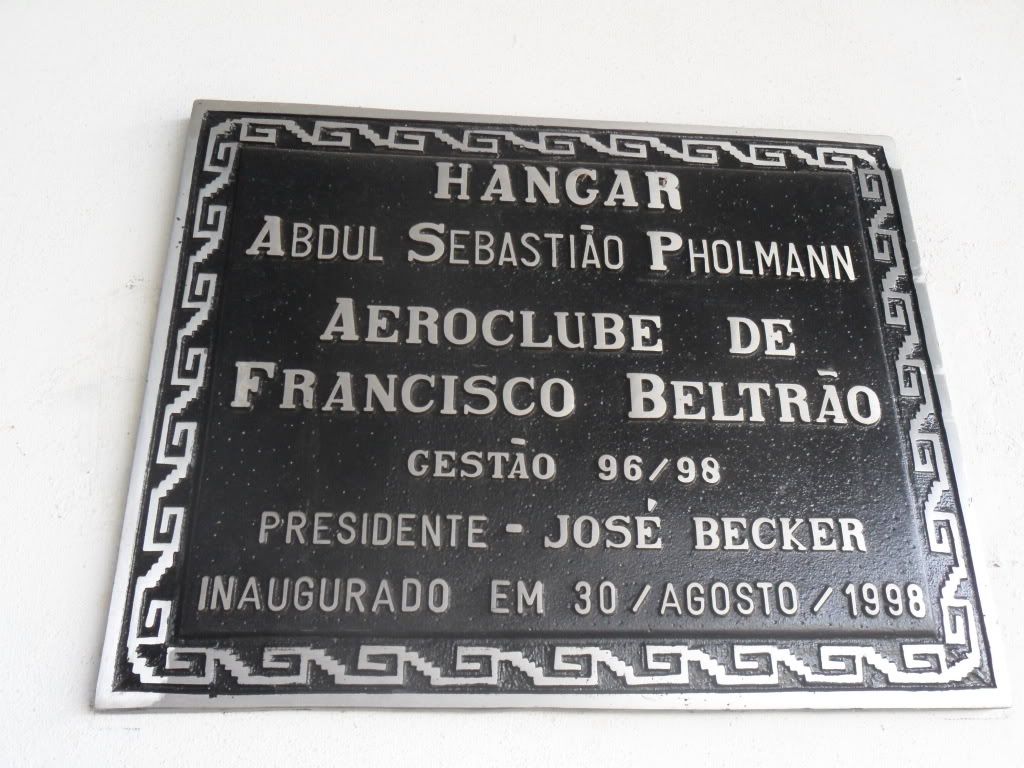 HANGAR
ABDUL SEBASTIÃO PHOLMANN
AEROCLUBE DE
FRANCISCO BELTRÃO
GESTÃO 96/98
PRESIDENTE - JOSÉ BECKER
INAUGURADO EM 30/AGOSTO/1998